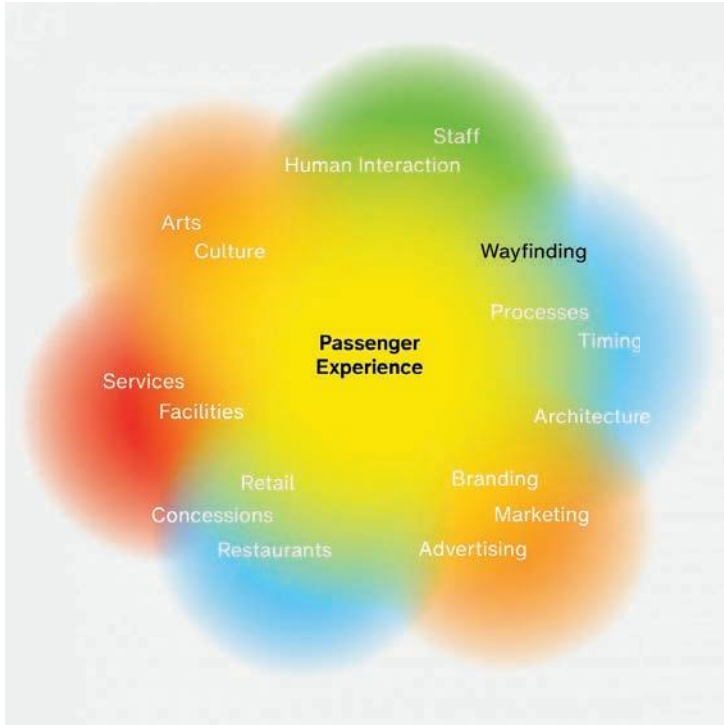 Staff
Human Interaction
Arts
Culture
Wayfinding
Processes
Timing
Passenger
Experience
Services
Facilities
Architecture
Retail
Concessions
Restaurants
Branding
Marketing
Advertising